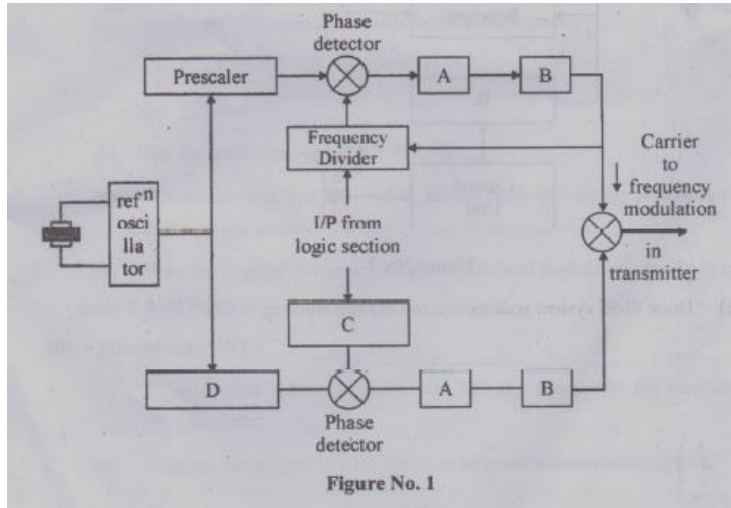 Phase
detector
Prescaler
A
B
Frequency
Divider
Carrier
to
frequency
modulation
in
transmitter
refⁿ
osci
lla
tor
I/P from
logic section
C
D
A
B
Phase
detector
Figure No. 1